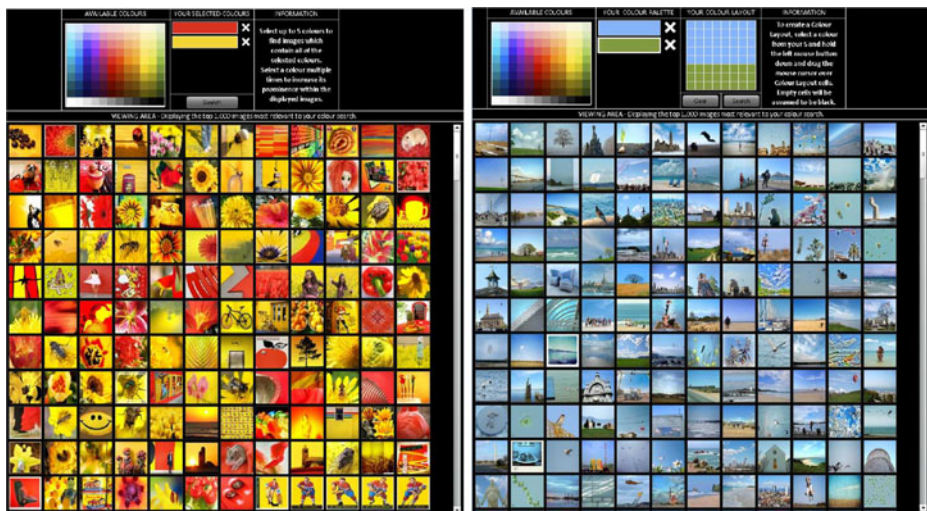 AVAILABLE COLOURS
YOUR SELECTED COLOURS
INFORMATION
Select up to 5 colours to
find images which
contain all of the
selected colours.
Select a colour multiple
times to increase its
prominence within the
displayed images.
Search
VIEWING AREA - Displaying the top 1,000 images most relevant to your colour search.
AVAILABLE COLOURS
YOUR COLOUR PALETTE
YOUR COLOUR LAYOUT
INFORMATION
To create a Colour
Layout, select a colour
from your 5 and hold
the left mouse button
down and drag the
mouse cursor over
Colour Layout cells.
Empty cells will be
assumed to be black.
Clear
Search
VIEWING AREA - Displaying the top 1,000 images most relevant to your colour search.